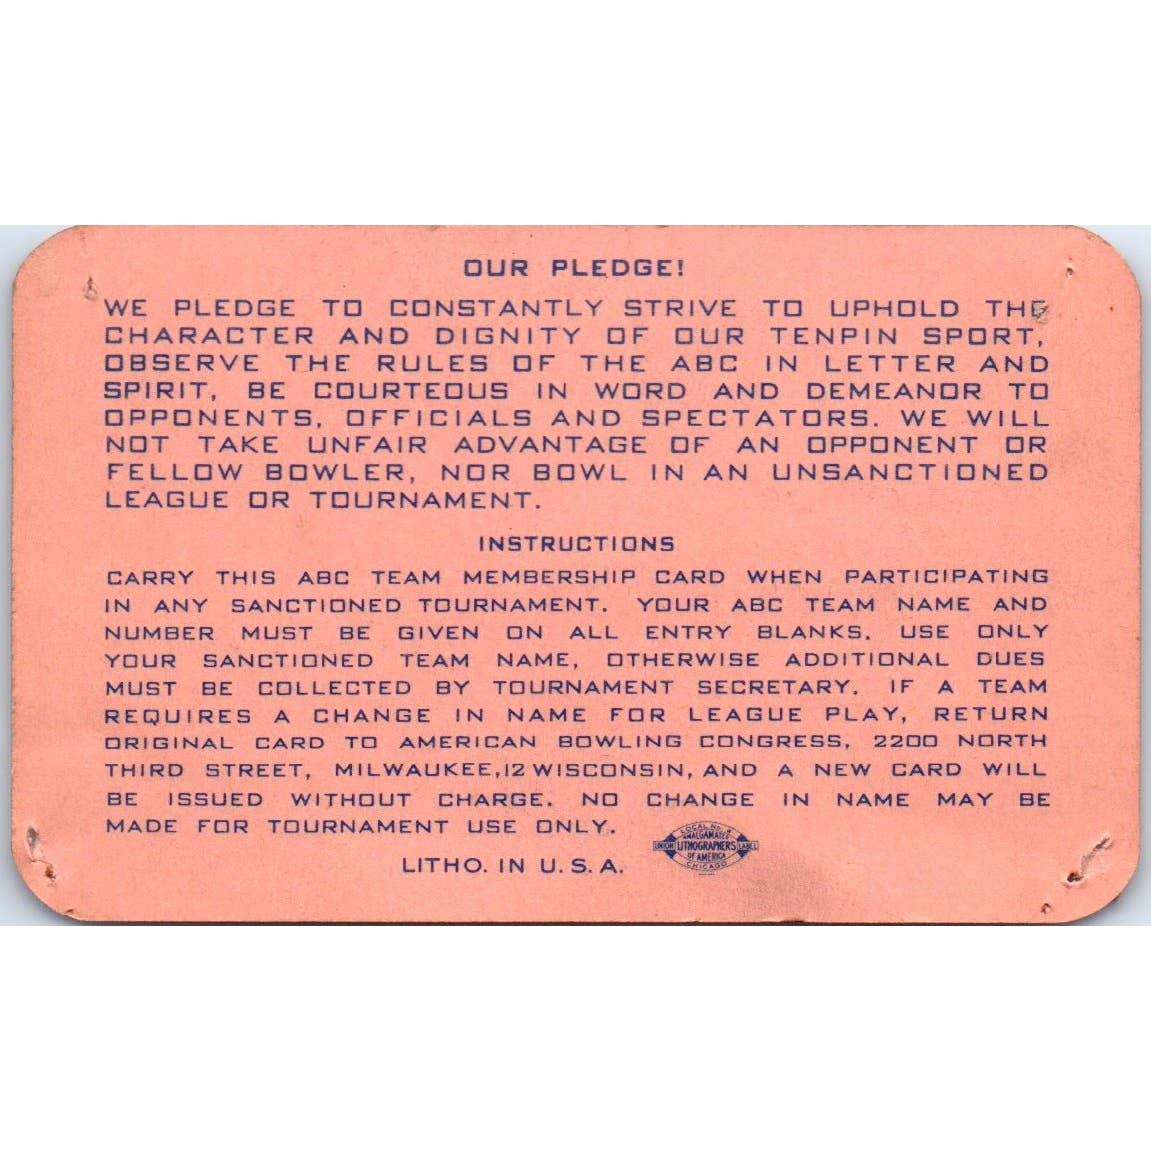 OUR PLEDGE!
WE PLEDGE TO CONSTANTLY STRIVE TO UPHOLD THE
CHARACTER AND DIGNITY OF OUR TENPIN SPORT,
OBSERVE THE RULES OF THE ABC IN LETTER AND
SPIRIT, BE COURTEOUS IN WORD AND DEMEANOR TO
OPPONENTS, OFFICIALS AND SPECTATORS. WE WILL
NOT TAKE UNFAIR ADVANTAGE OF AN OPPONENT OR
FELLOW BOWLER, NOR BOWL IN AN UNSANCTIONED
LEAGUE OR TOURNAMENT.
INSTRUCTIONS
CARRY THIS ABC TEAM MEMBERSHIP CARD WHEN PARTICIPATING
IN ANY SANCTIONED TOURNAMENT. YOUR ABC TEAM NAME AND
NUMBER MUST BE GIVEN ON ALL ENTRY BLANKS. USE ONLY
YOUR SANCTIONED TEAM NAME, OTHERWISE ADDITIONAL DUES
MUST BE COLLECTED BY TOURNAMENT SECRETARY. IF A TEAM
REQUIRES A CHANGE IN NAME FOR LEAGUE PLAY, RETURN
ORIGINAL CARD TO AMERICAN BOWLING CONGRESS, 2200 NORTH
THIRD STREET, MILWAUKEE,12 WISCONSIN, AND A NEW CARD WILL
BE ISSUED WITHOUT CHARGE. NO CHANGE IN NAME MAY BE
MADE FOR TOURNAMENT USE ONLY.
LITHO. IN U. S. A.
LOCAL NO. 4
AMALGAMATED
UNION LITHOGRAPHERS LABEL
OF AMERICA
CHICAGO